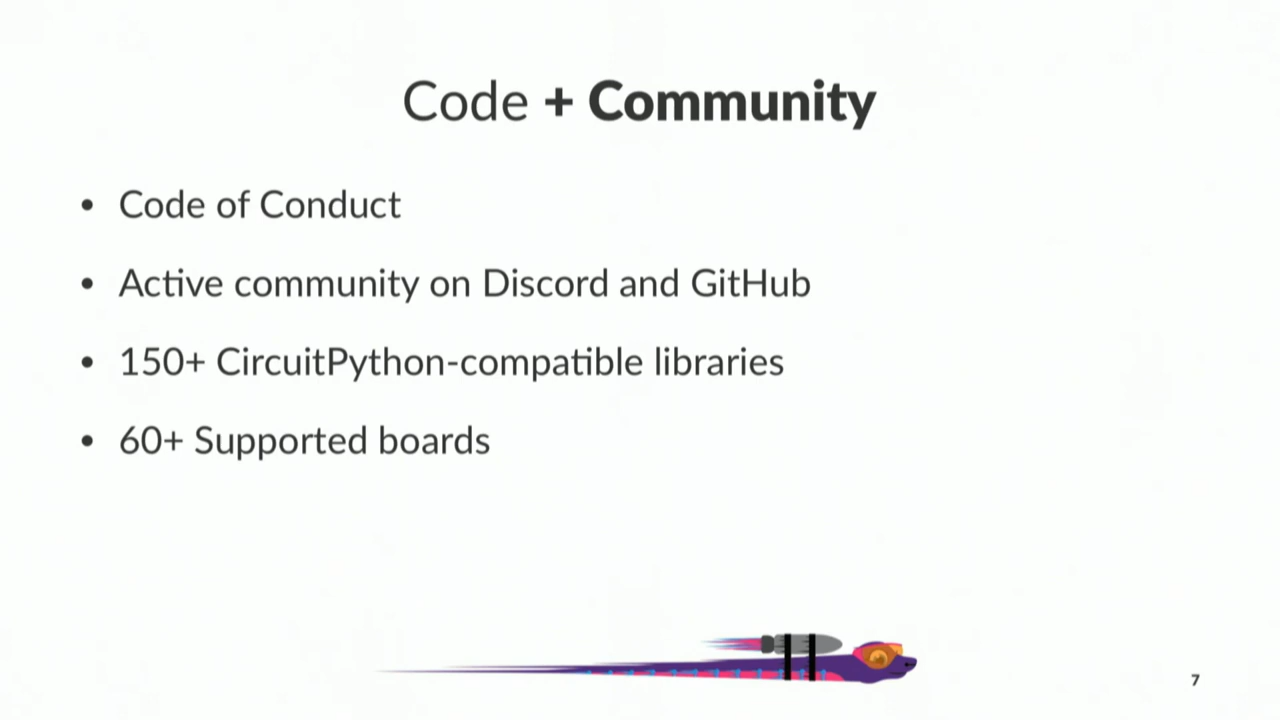 Code + Community
• Code of Conduct
• Active community on Discord and GitHub
• 150+ CircuitPython-compatible libraries
• 60+ Supported boards
7